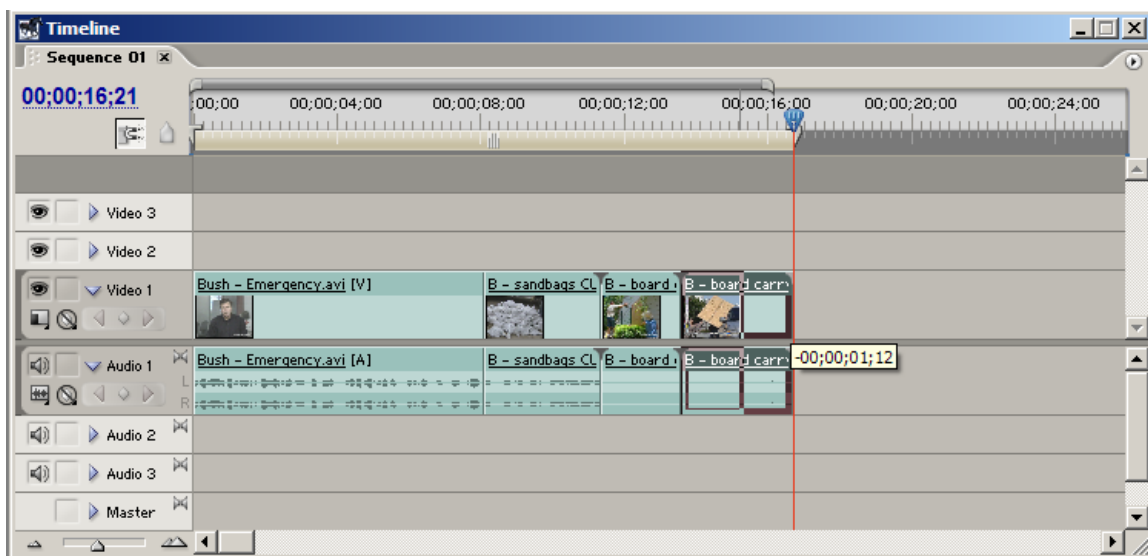 Timeline
Sequence 01
00;00;16;21
;00;00 00;00;04;00 00;00;08;00 00;00;12;00 00;00;16;00 00;00;20;00 00;00;24;00
Video 3
Video 2
Video 1
Bush – Emergency.avi [V] B – sandbags CL B – board B – board carry
Audio 1
Bush – Emergency.avi [A] B – sandbags CL B – board B – board carry
-00;00;01;12
L
R
Audio 2
Audio 3
Master